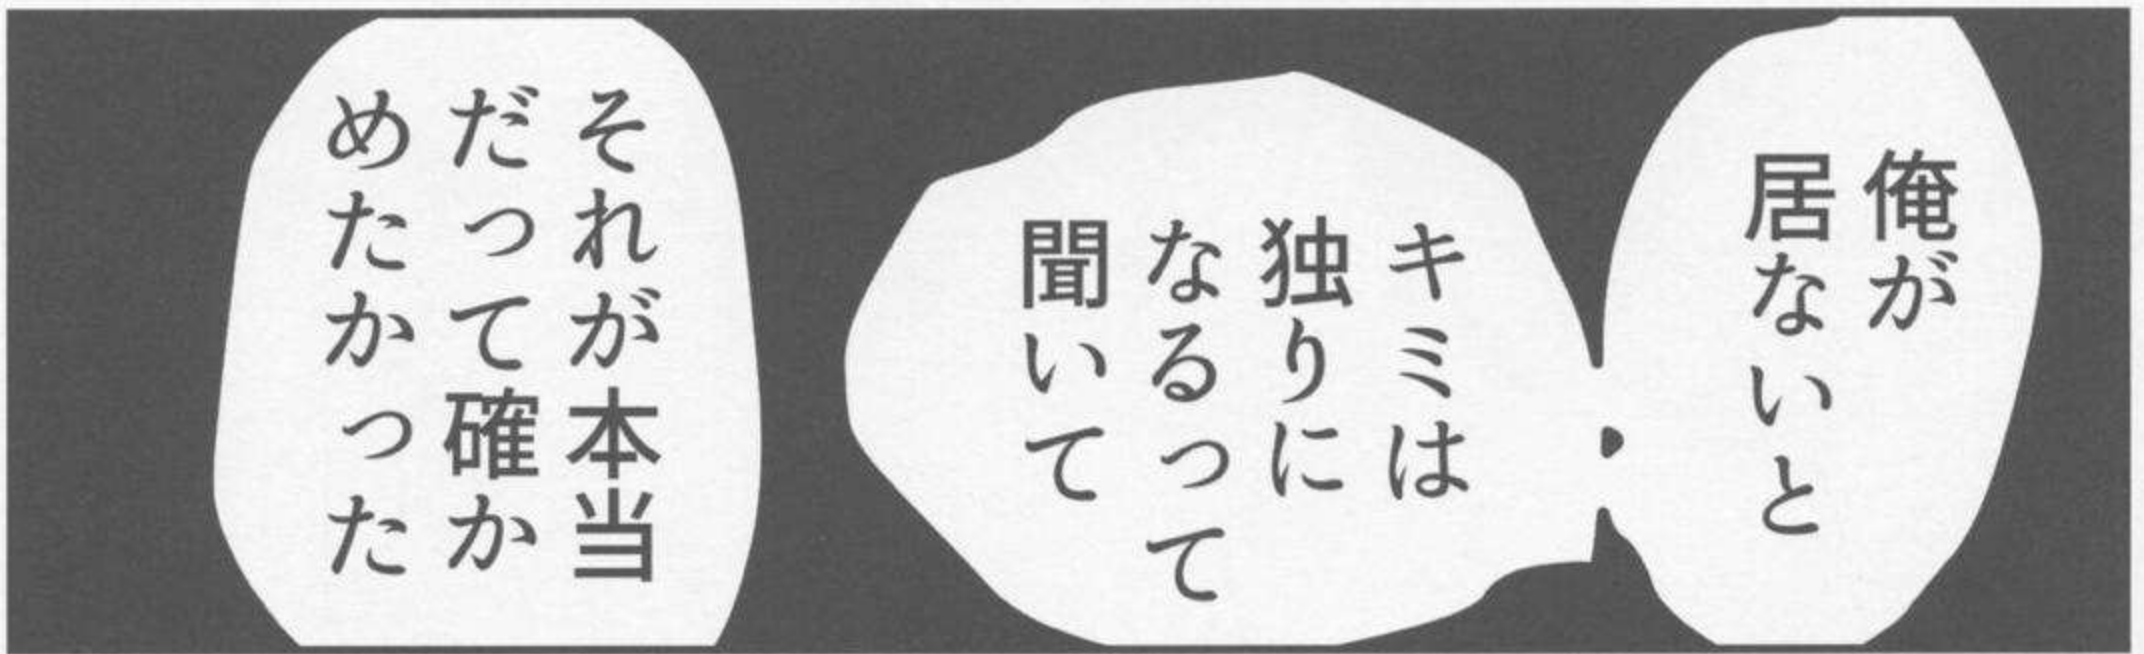 俺が
居ないと
キミは
独りに
なるって
聞いて
それが本当
だって確か
めたかった